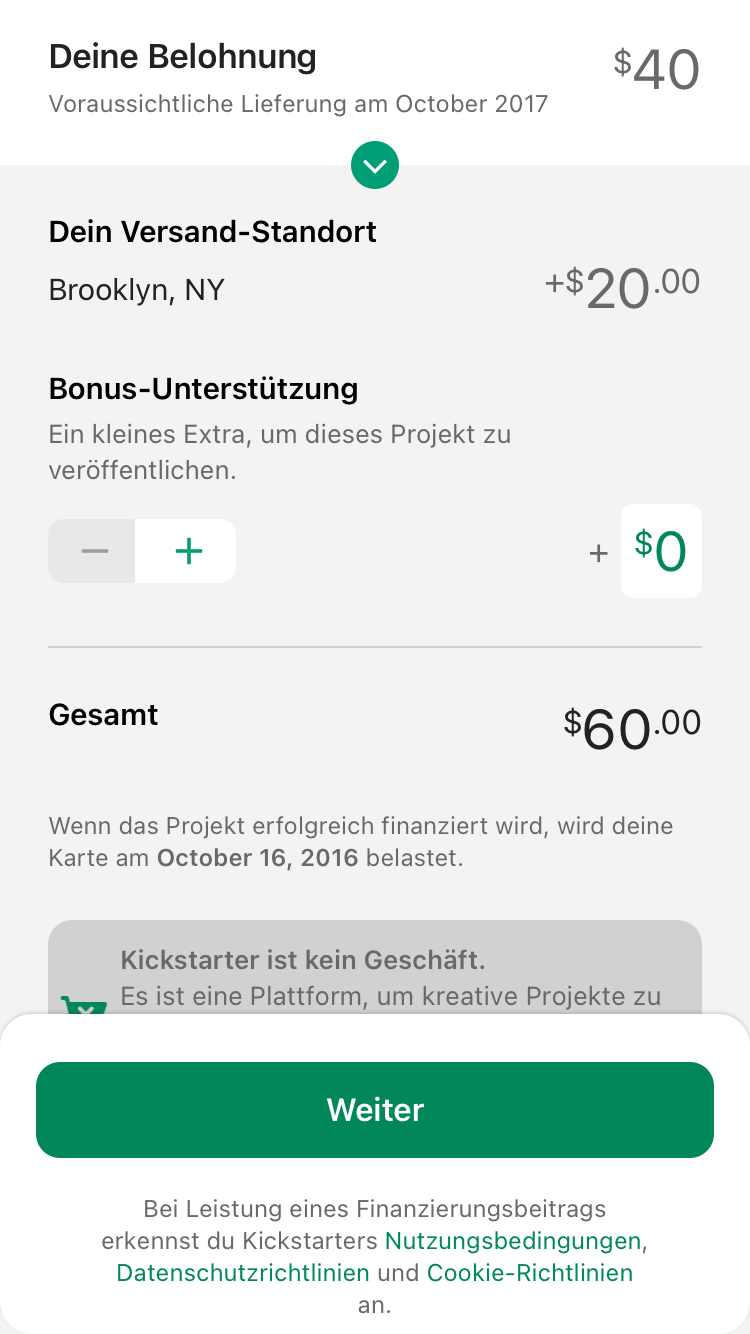 Deine Belohnung
$40
Voraussichtliche Lieferung am October 2017
Dein Versand-Standort
Brooklyn, NY
+$20.00
Bonus-Unterstützung
Ein kleines Extra, um dieses Projekt zu
veröffentlichen.
− +
+ $0
Gesamt
$60.00
Wenn das Projekt erfolgreich finanziert wird, wird deine
Karte am October 16, 2016 belastet.
Kickstarter ist kein Geschäft.
Es ist eine Plattform, um kreative Projekte zu
Weiter
Bei Leistung eines Finanzierungsbeitrags
erkennst du Kickstarters Nutzungsbedingungen,
Datenschutzrichtlinien und Cookie-Richtlinien
an.